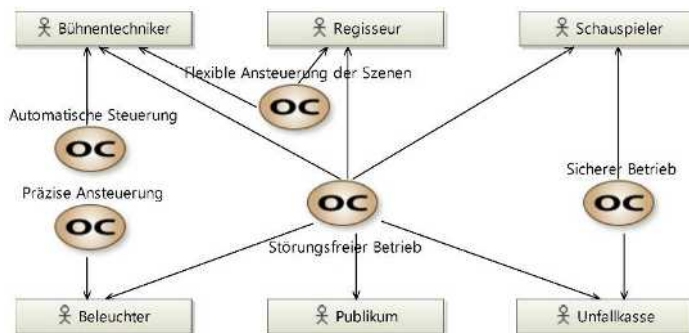 Bühnentechniker
Regisseur
Schauspieler
Flexible Ansteuerung der Szenen
OC
Automatische Steuerung
OC
Präzise Ansteuerung
OC
OC
Störungsfreier Betrieb
Sicherer Betrieb
OC
Beleuchter
Publikum
Unfallkasse